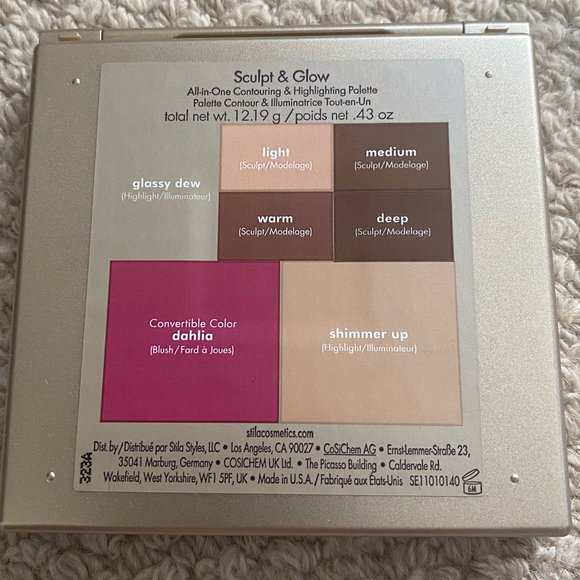 Sculpt & Glow
All-in-One Contouring & Highlighting Palette
Palette Contour & Illuminatrice Tout-en-Un
total net wt. 12.19 g/poids net .43 oz
light
(Sculpt/Modelage)
medium
(Sculpt/Modelage)
glassy dew
(Highlight/Illuminateur)
warm
(Sculpt/Modelage)
deep
(Sculpt/Modelage)
Convertible Color
dahlia
(Blush/Fard à Joues)
shimmer up
(Highlight/Illuminateur)
stilacosmetics.com
Dist. by/Distribué par Stila Styles, LLC • Los Angeles, CA 90027 • CoSiChem AG • Ernst-Lemmer-Straße 23,
35041 Marburg, Germany • COSICHEM UK Ltd. • The Picasso Building • Caldervale Rd.
Wakefield, West Yorkshire, WF1 5PF, UK • Made in U.S.A./Fabriqué aux États-Unis SE11010140 6M
323A